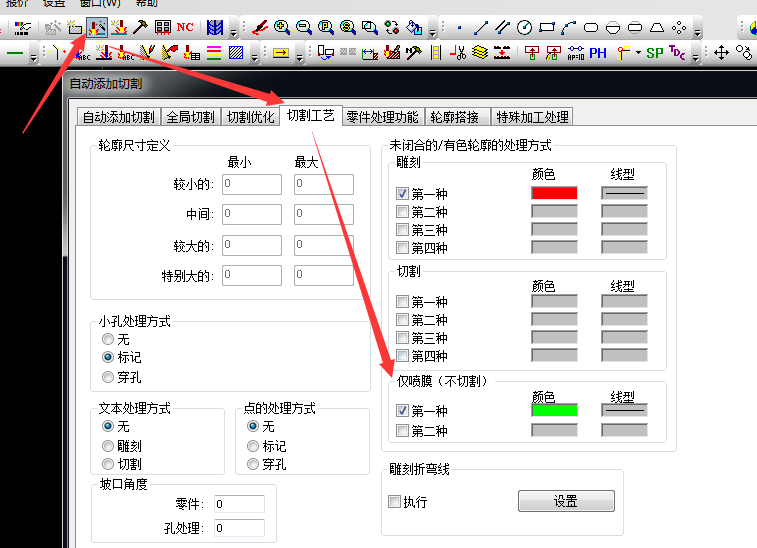 报价 设置 窗口(W) 切割
NC
ABC ABC AP:10 PH SP TDC
自动添加切割
自动添加切割 全局切割 切割优化 切割工艺 零件处理功能 轮廓搭接 特殊加工处理
轮廓尺寸定义
最小 最大
较小的: 0 0
中间: 0 0
较大的: 0 0
特别大的: 0 0
小孔处理方式
无
标记
穿孔
文本处理方式
无
雕刻
切割
点的处理方式
无
标记
穿孔
坡口角度
零件: 0
孔处理: 0
未闭合的/有色轮廓的处理方式
雕刻
颜色 线型
第一种
第二种
第三种
第四种
切割
颜色 线型
第一种
第二种
第三种
第四种
仅喷膜（不切割）
颜色 线型
第一种
第二种
雕刻折弯线
执行 设置